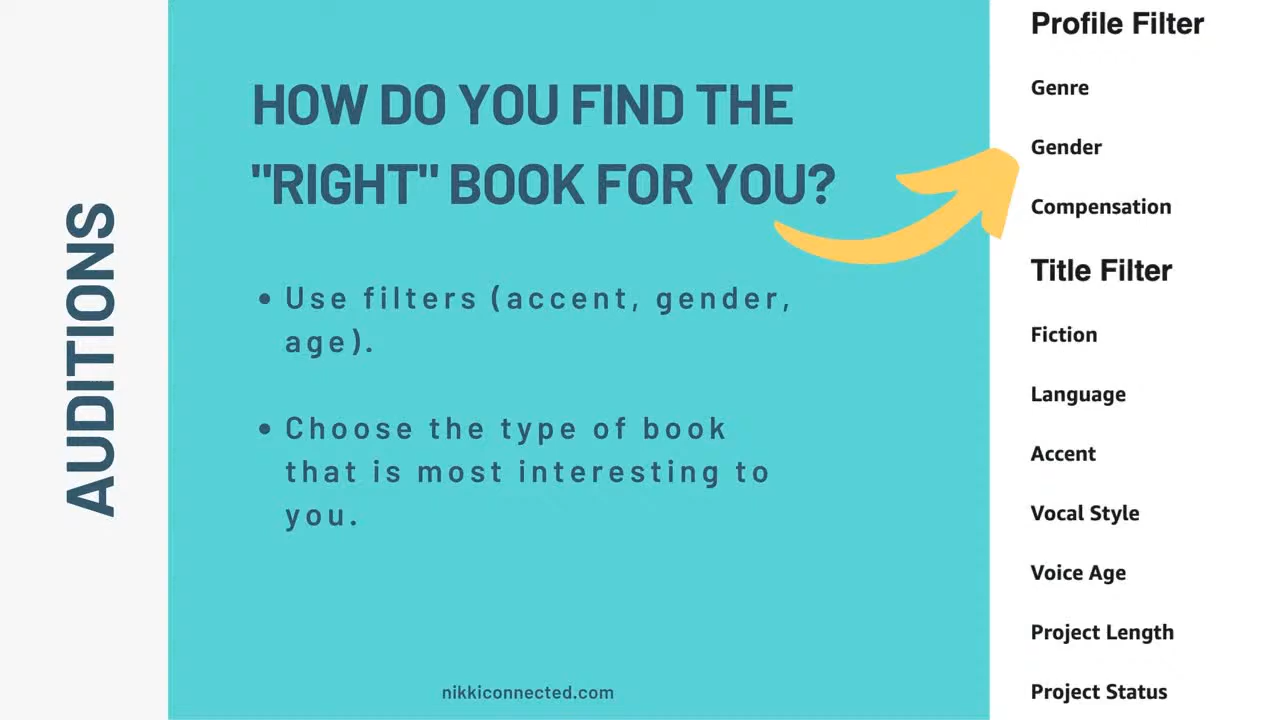 AUDITIONS
HOW DO YOU FIND THE
"RIGHT" BOOK FOR YOU?
• Use filters (accent, gender,
age).
• Choose the type of book
that is most interesting to
you.
nikkiconnected.com
Profile Filter
Genre
Gender
Compensation
Title Filter
Fiction
Language
Accent
Vocal Style
Voice Age
Project Length
Project Status